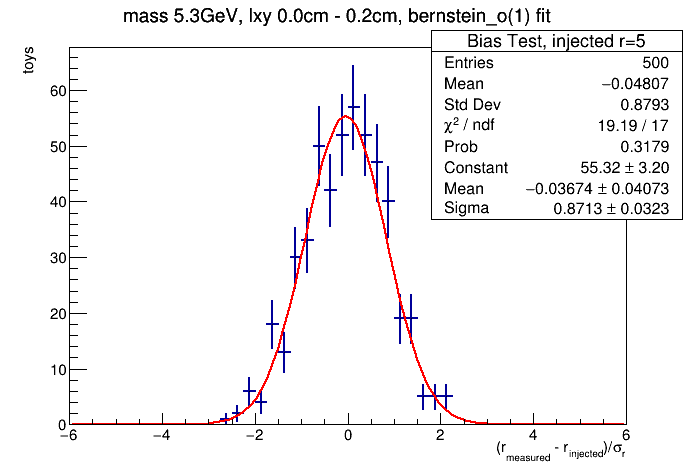 mass 5.3GeV, lxy 0.0cm - 0.2cm, bernstein_o(1) fit
Bias Test, injected r=5
Entries 500
Mean −0.04807
Std Dev 0.8793
χ² / ndf 19.19 / 17
Prob 0.3179
Constant 55.32 ± 3.20
Mean −0.03674 ± 0.04073
Sigma 0.8713 ± 0.0323
toys
60
50
40
30
20
10
0
−6 −4 −2 0 2 4 6
(r_measured - r_injected)/σ_r